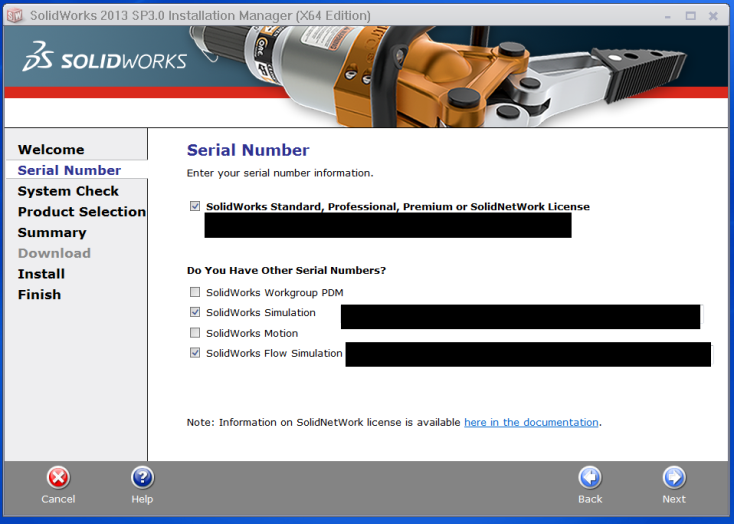 SolidWorks 2013 SP3.0 Installation Manager (X64 Edition)
SOLIDWORKS
Welcome
Serial Number
System Check
Product Selection
Summary
Download
Install
Finish
Serial Number
Enter your serial number information.
SolidWorks Standard, Professional, Premium or SolidNetWork License
Do You Have Other Serial Numbers?
SolidWorks Workgroup PDM
SolidWorks Simulation
SolidWorks Motion
SolidWorks Flow Simulation
Note: Information on SolidNetWork license is available here in the documentation.
Cancel
Help
Back
Next